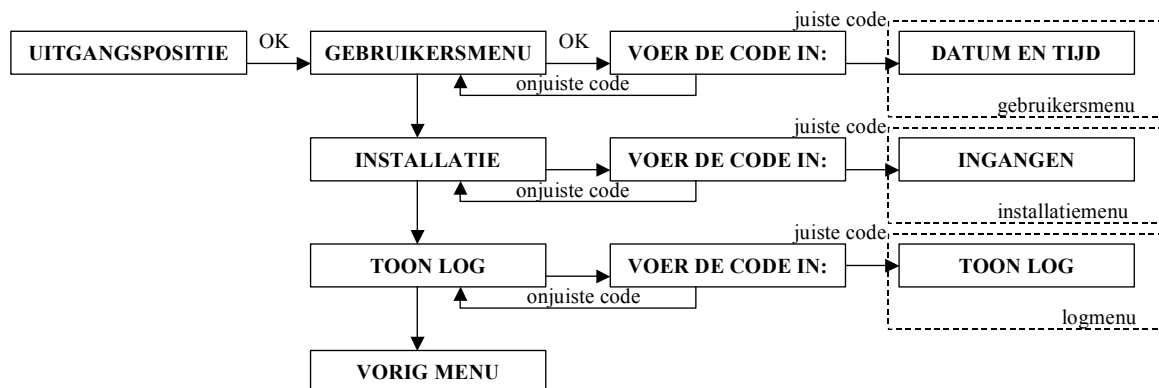 juiste code
OK
OK
UITGANGSPOSITIE
GEBRUIKERSMENU
VOER DE CODE IN:
DATUM EN TIJD
onjuiste code
gebruikersmenu
juiste code
INSTALLATIE
VOER DE CODE IN:
INGANGEN
onjuiste code
installatiemenu
juiste code
TOON LOG
VOER DE CODE IN:
TOON LOG
onjuiste code
logmenu
VORIG MENU